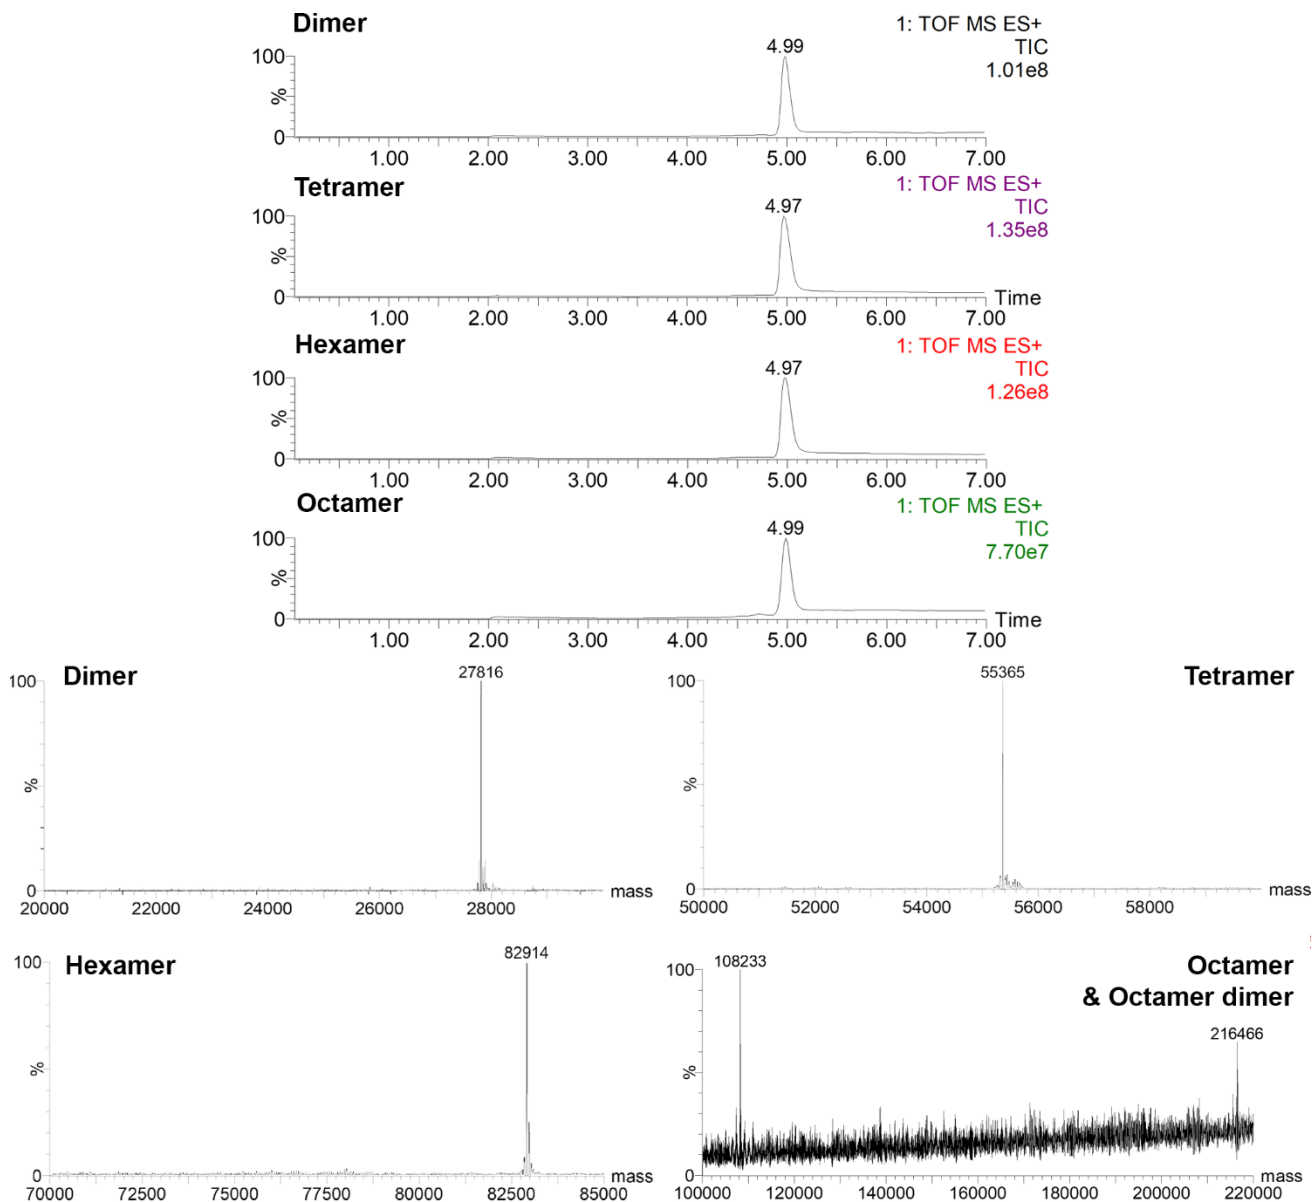 Dimer
1: TOF MS ES+
TIC
1.01e8
4.99
100
%
0
1.00 2.00 3.00 4.00 5.00 6.00 7.00
Tetramer
1: TOF MS ES+
TIC
1.35e8
4.97
100
%
0
Time
1.00 2.00 3.00 4.00 5.00 6.00 7.00
Hexamer
1: TOF MS ES+
TIC
1.26e8
4.97
100
%
0
1.00 2.00 3.00 4.00 5.00 6.00 7.00
Octamer
1: TOF MS ES+
TIC
7.70e7
4.99
100
%
0
Time
1.00 2.00 3.00 4.00 5.00 6.00 7.00
Dimer
27816
100
%
0
mass
20000 22000 24000 26000 28000
Tetramer
55365
100
%
0
mass
50000 52000 54000 56000 58000
Hexamer
82914
100
%
0
mass
70000 72500 75000 77500 80000 82500 85000
Octamer
& Octamer dimer
108233
216466
100
%
0
mass
100000 120000 140000 160000 180000 200000 220000